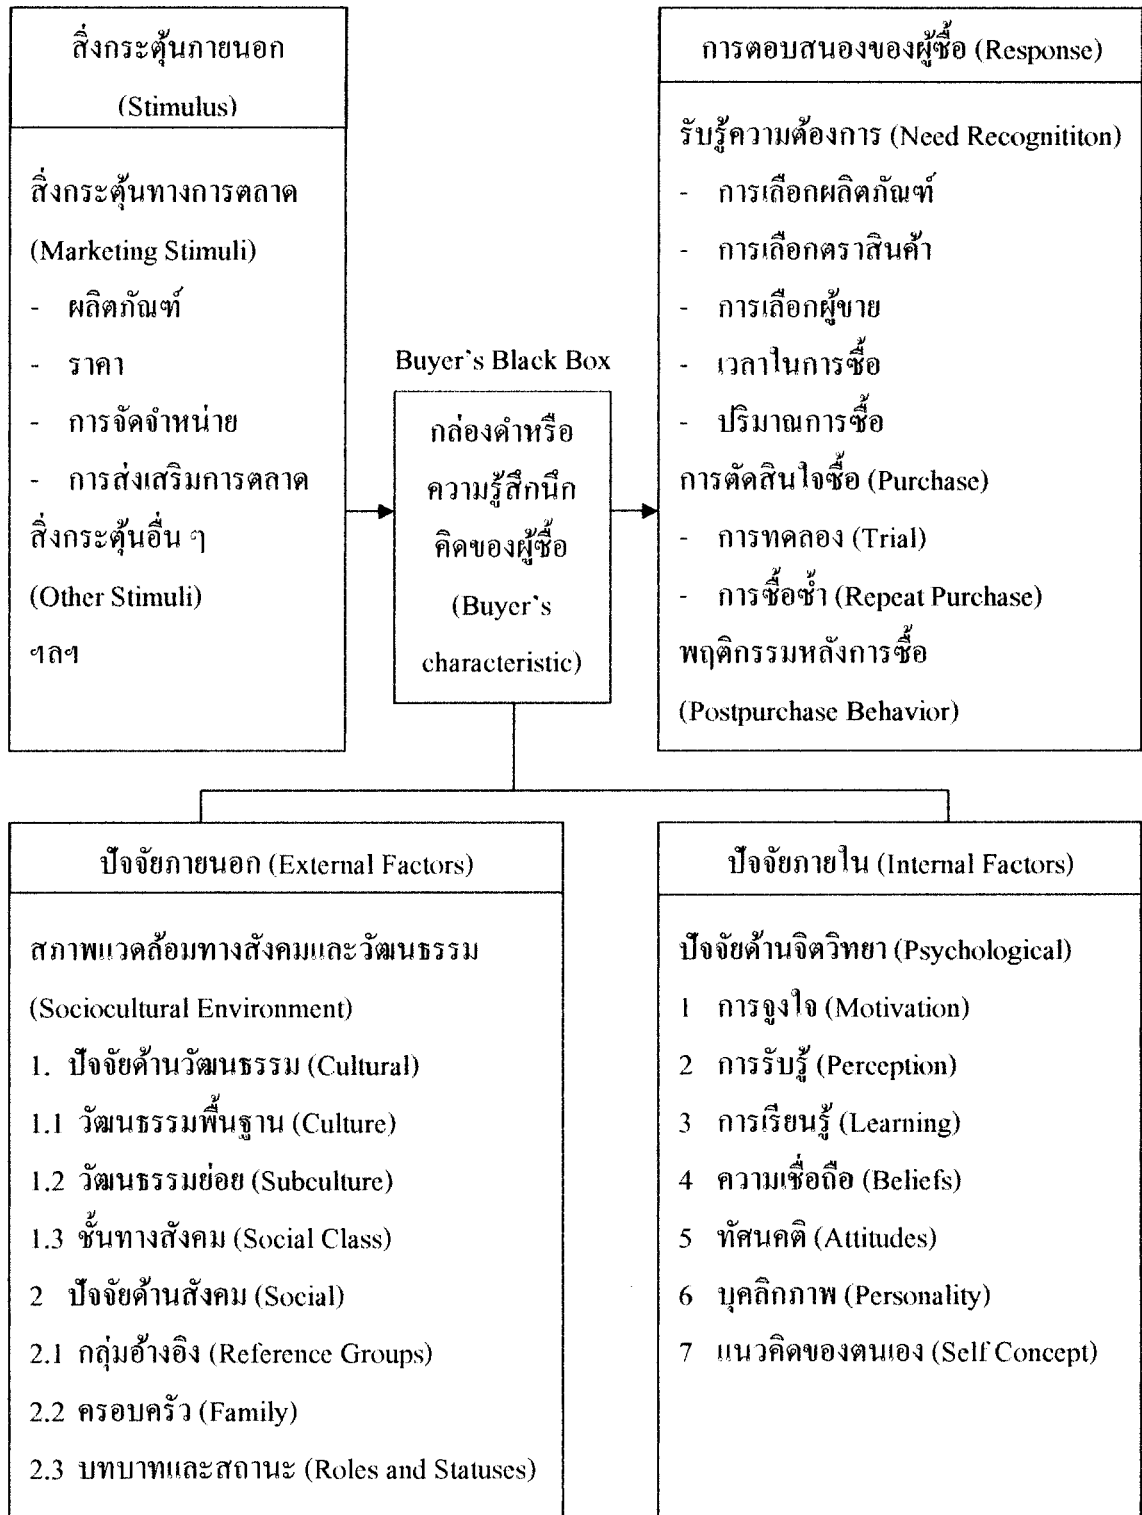 สิ่งกระตุ้นภายนอก
(Stimulus)
สิ่งกระตุ้นทางการตลาด
(Marketing Stimuli)
- ผลิตภัณฑ์
- ราคา
- การจัดจำหน่าย
- การส่งเสริมการตลาด
สิ่งกระตุ้นอื่น ๆ
(Other Stimuli)
ฯลฯ
Buyer's Black Box
กล่องดำหรือ
ความรู้สึกนึก
คิดของผู้ซื้อ
(Buyer's
characteristic)
การตอบสนองของผู้ซื้อ (Response)
รับรู้ความต้องการ (Need Recognititon)
- การเลือกผลิตภัณฑ์
- การเลือกตราสินค้า
- การเลือกผู้ขาย
- เวลาในการซื้อ
- ปริมาณการซื้อ
การตัดสินใจซื้อ (Purchase)
- การทดลอง (Trial)
- การซื้อซ้ำ (Repeat Purchase)
พฤติกรรมหลังการซื้อ
(Postpurchase Behavior)
ปัจจัยภายนอก (External Factors)
สภาพแวดล้อมทางสังคมและวัฒนธรรม
(Sociocultural Environment)
1. ปัจจัยด้านวัฒนธรรม (Cultural)
1.1 วัฒนธรรมพื้นฐาน (Culture)
1.2 วัฒนธรรมย่อย (Subculture)
1.3 ชั้นทางสังคม (Social Class)
2 ปัจจัยด้านสังคม (Social)
2.1 กลุ่มอ้างอิง (Reference Groups)
2.2 ครอบครัว (Family)
2.3 บทบาทและสถานะ (Roles and Statuses)
ปัจจัยภายใน (Internal Factors)
ปัจจัยด้านจิตวิทยา (Psychological)
1 การจูงใจ (Motivation)
2 การรับรู้ (Perception)
3 การเรียนรู้ (Learning)
4 ความเชื่อถือ (Beliefs)
5 ทัศนคติ (Attitudes)
6 บุคลิกภาพ (Personality)
7 แนวคิดของตนเอง (Self Concept)